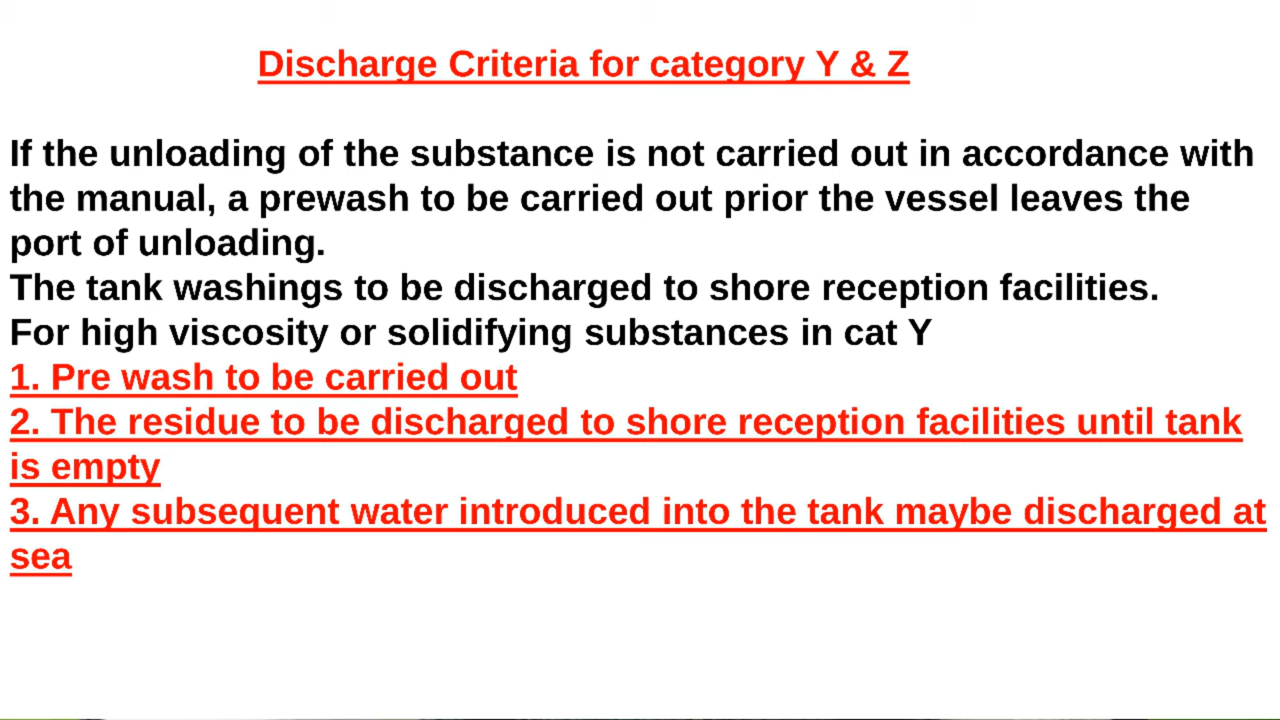 Discharge Criteria for category Y & Z
If the unloading of the substance is not carried out in accordance with
the manual, a prewash to be carried out prior the vessel leaves the
port of unloading.
The tank washings to be discharged to shore reception facilities.
For high viscosity or solidifying substances in cat Y
1. Pre wash to be carried out
2. The residue to be discharged to shore reception facilities until tank
is empty
3. Any subsequent water introduced into the tank maybe discharged at
sea